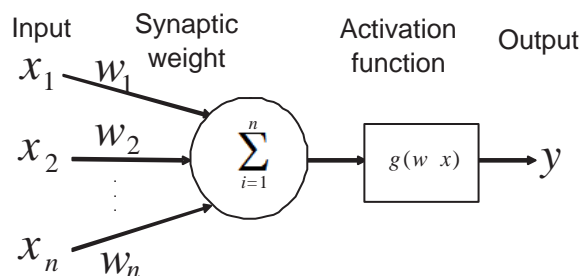 Input
Synaptic
weight
Activation
function
Output
x1
w1
x2
w2
xn
wn
n
∑
i=1
g(w x)
y